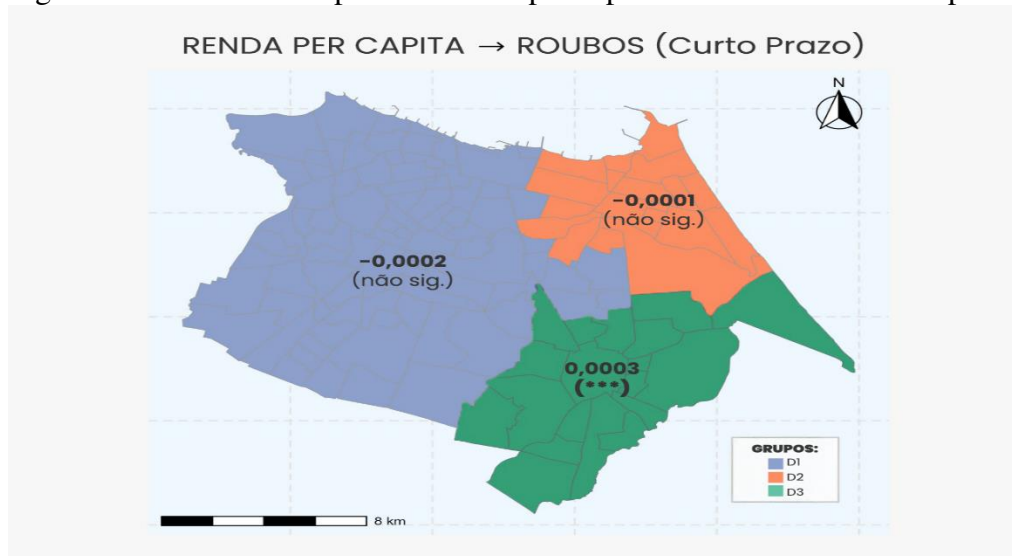 RENDA PER CAPITA → ROUBOS (Curto Prazo)
N
-0,0001
(não sig.)
-0,0002
(não sig.)
0,0003
(***)
GRUPOS:
D1
D2
D3
8 km